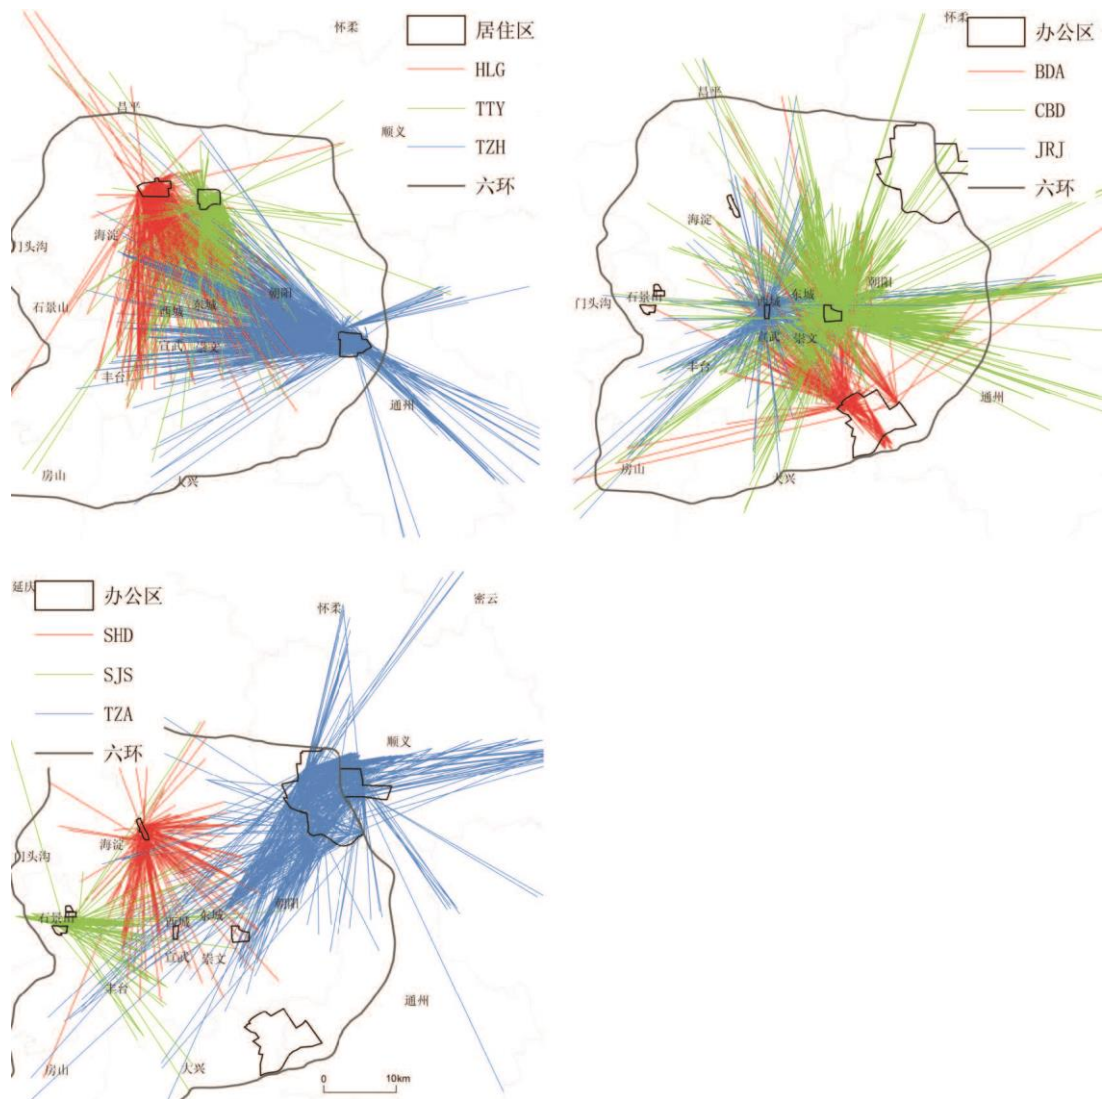 怀柔
居住区
HLG
昌平
TTY
顺义
TZH
六环
海淀
门头沟
朝阳
石景山
西城
东城
宣武
崇文
丰台
通州
房山
大兴
怀柔
办公区
BDA
昌平
CBD
JRJ
六环
海淀
朝阳
门头沟
石景山
东城
宣武
崇文
丰台
通州
房山
大兴
延庆
办公区
怀柔
密云
SHD
SJS
TZA
六环
顺义
海淀
门头沟
朝阳
石景山
西城
东城
宣武
崇文
丰台
通州
房山
大兴
0 10km